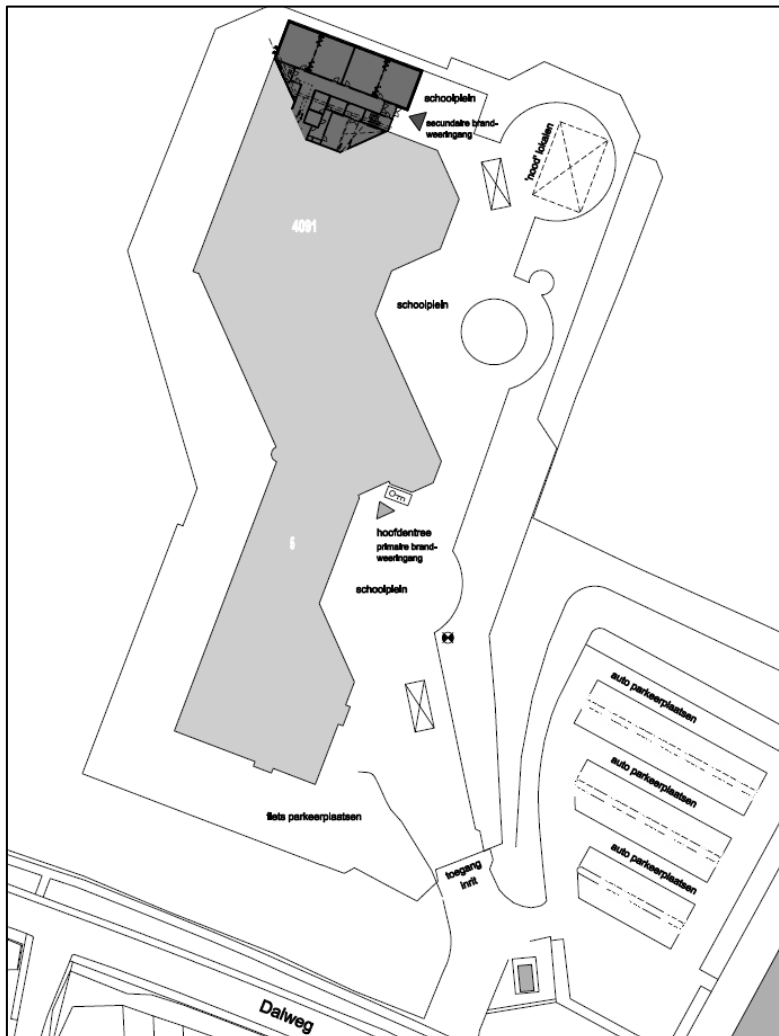 schoolplein
secundaire brand-
weeringang
'nood' lokalen
4091
schoolplein
hoofdentree
primaire brand-
weeringang
6
schoolplein
auto parkeerplaatsen
auto parkeerplaatsen
auto parkeerplaatsen
fiets parkeerplaatsen
toegang
inrit
Dalweg